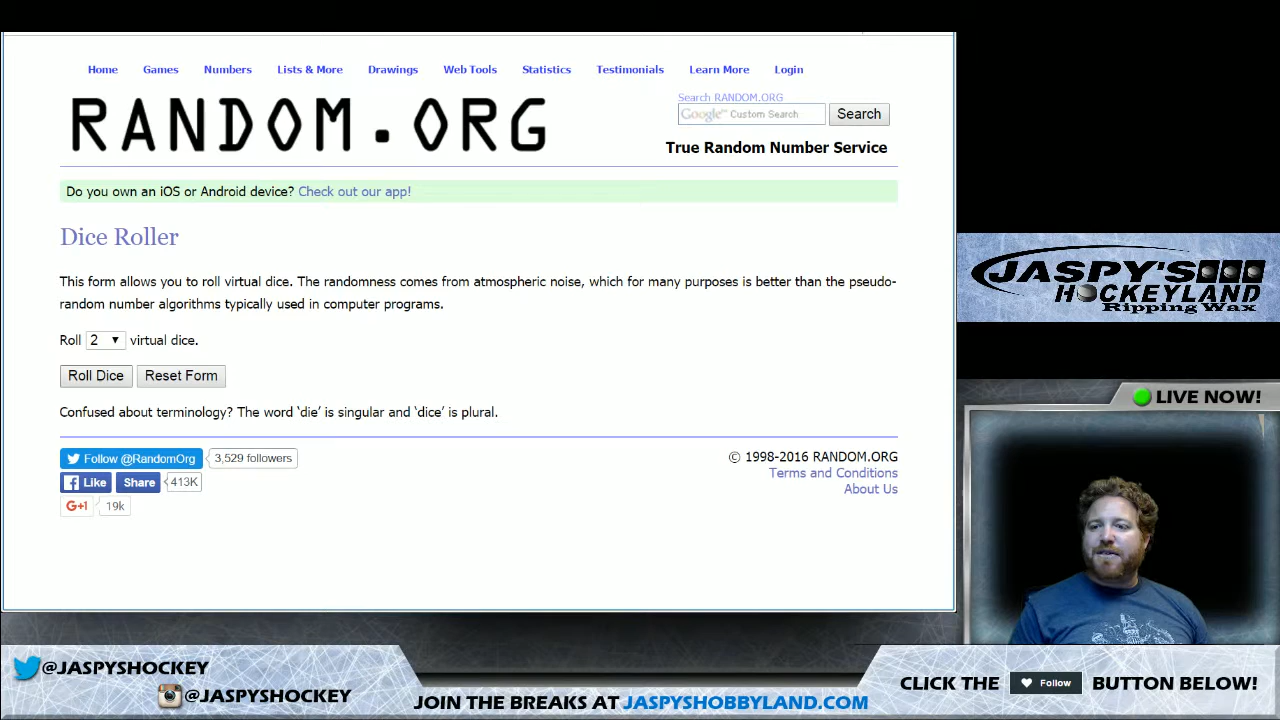 Home Games Numbers Lists & More Drawings Web Tools Statistics Testimonials Learn More Login
RANDOM.ORG
Search RANDOM.ORG
Google™ Custom Search Search
True Random Number Service
Do you own an iOS or Android device? Check out our app!
Dice Roller
This form allows you to roll virtual dice. The randomness comes from atmospheric noise, which for many purposes is better than the pseudo-
random number algorithms typically used in computer programs.
Roll 2 virtual dice.
Roll Dice Reset Form
Confused about terminology? The word ‘die’ is singular and ‘dice’ is plural.
Follow @RandomOrg 3,529 followers
Like Share 413K
G+1 19k
© 1998-2016 RANDOM.ORG
Terms and Conditions
About Us
JASPY'S
HOCKEYLAND
Ripping Wax
LIVE NOW!
@JASPYSHOCKEY
@JASPYSHOCKEY
JOIN THE BREAKS AT JASPYSHOBBYLAND.COM
CLICK THE Follow BUTTON BELOW!